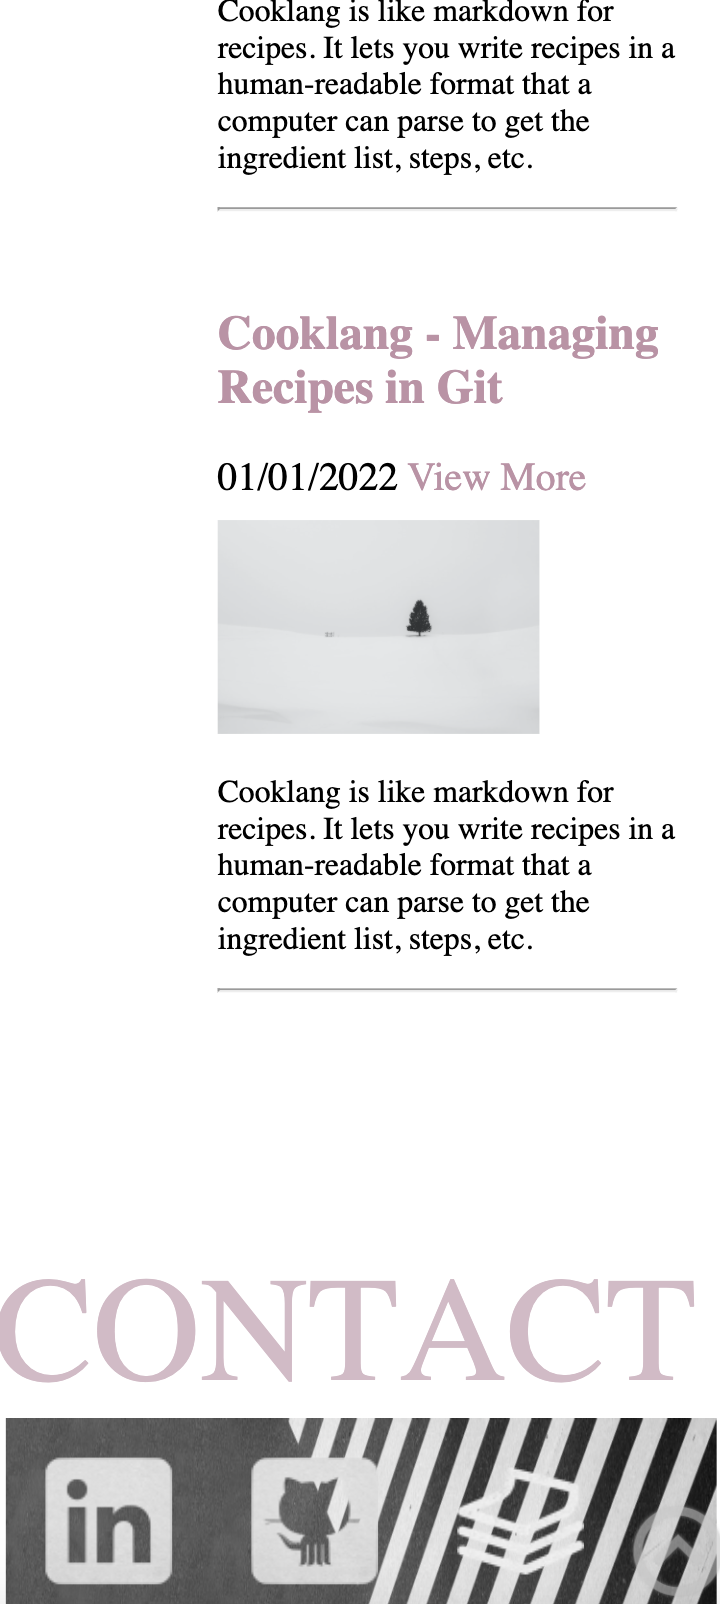 Cooklang is like markdown for
recipes. It lets you write recipes in a
human-readable format that a
computer can parse to get the
ingredient list, steps, etc.
Cooklang - Managing
Recipes in Git
01/01/2022 View More
Cooklang is like markdown for
recipes. It lets you write recipes in a
human-readable format that a
computer can parse to get the
ingredient list, steps, etc.
CONTACT
in